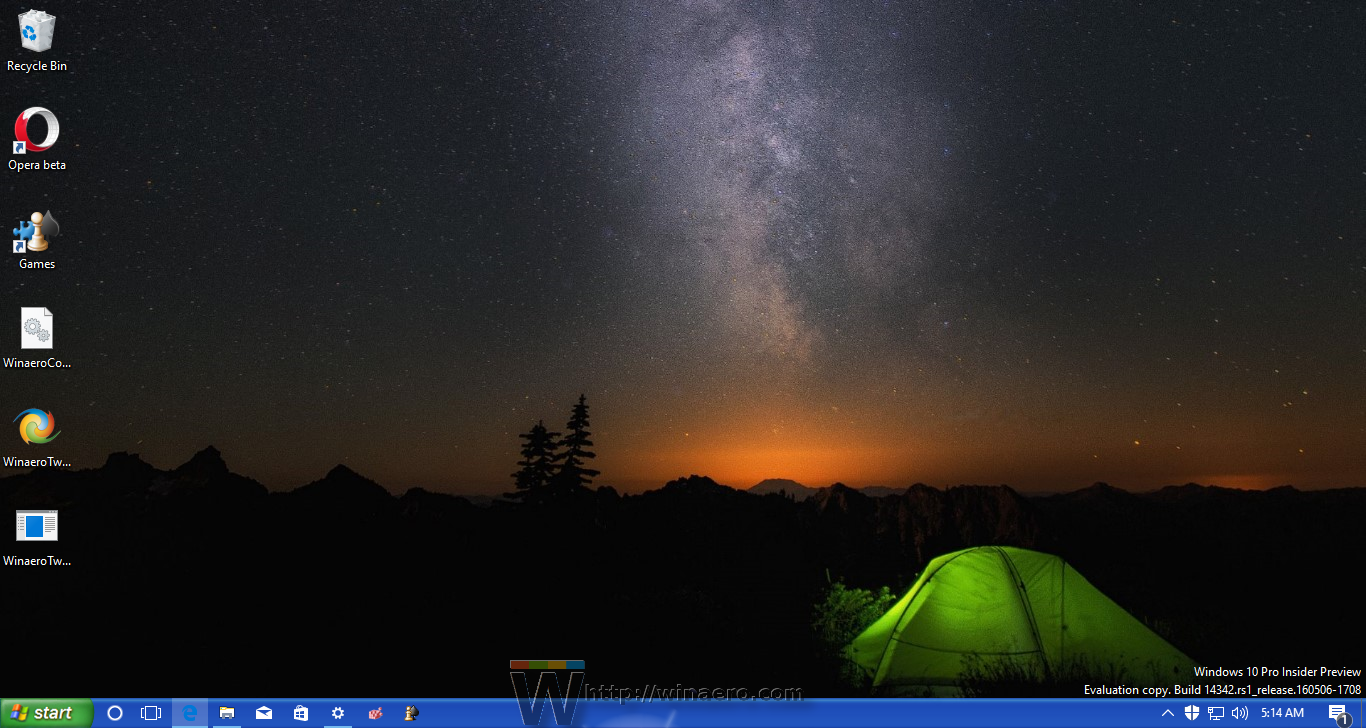 Recycle Bin
Opera beta
Games
WinaeroCo...
WinaeroTw...
WinaeroTw...
http://winaero.com
Windows 10 Pro Insider Preview
Evaluation copy. Build 14342.rs1_release.160506-1708
start
5:14 AM
1